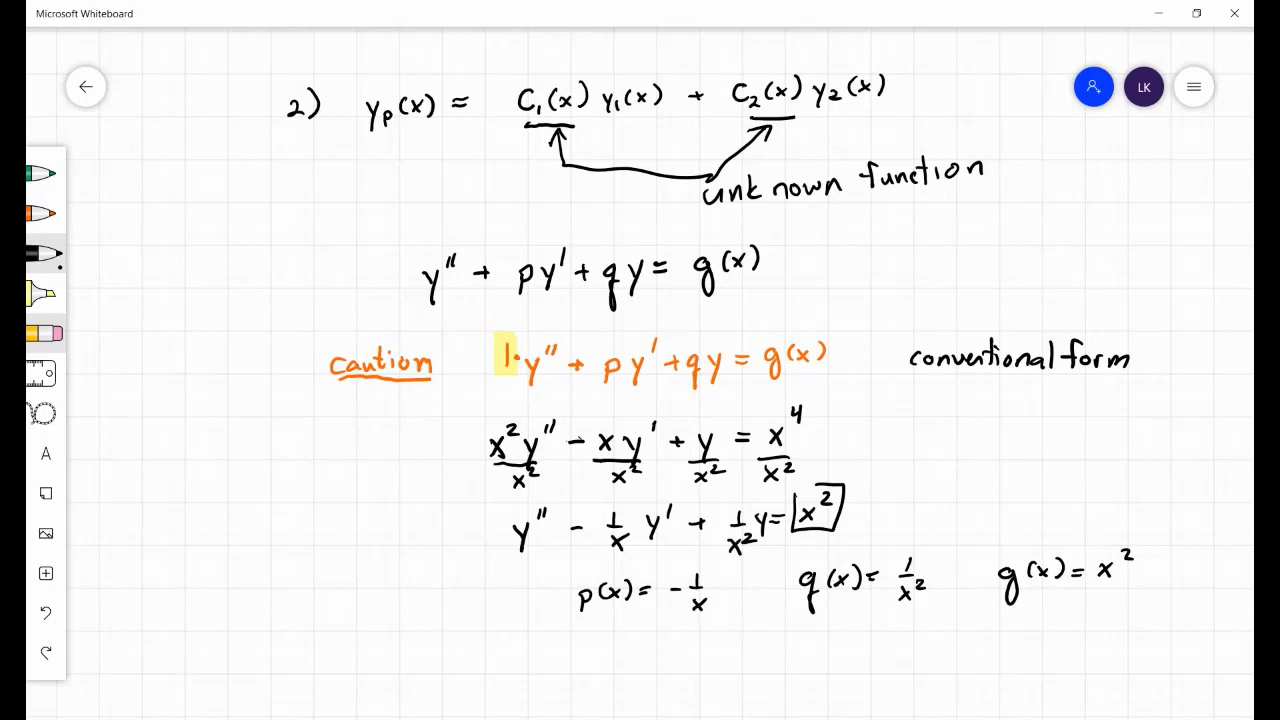 Microsoft Whiteboard
2) yₚ(x) = C₁(x) y₁(x) + C₂(x) y₂(x)
LK
unknown function
y'' + py' + qy = g(x)
caution 1· y'' + py' + qy = g(x) conventional form
x²y''/x² - xy'/x² + y/x² = x⁴/x²
y'' - 1/x y' + 1/x² y = x²
p(x) = - 1/x q(x) = 1/x² g(x) = x²
A